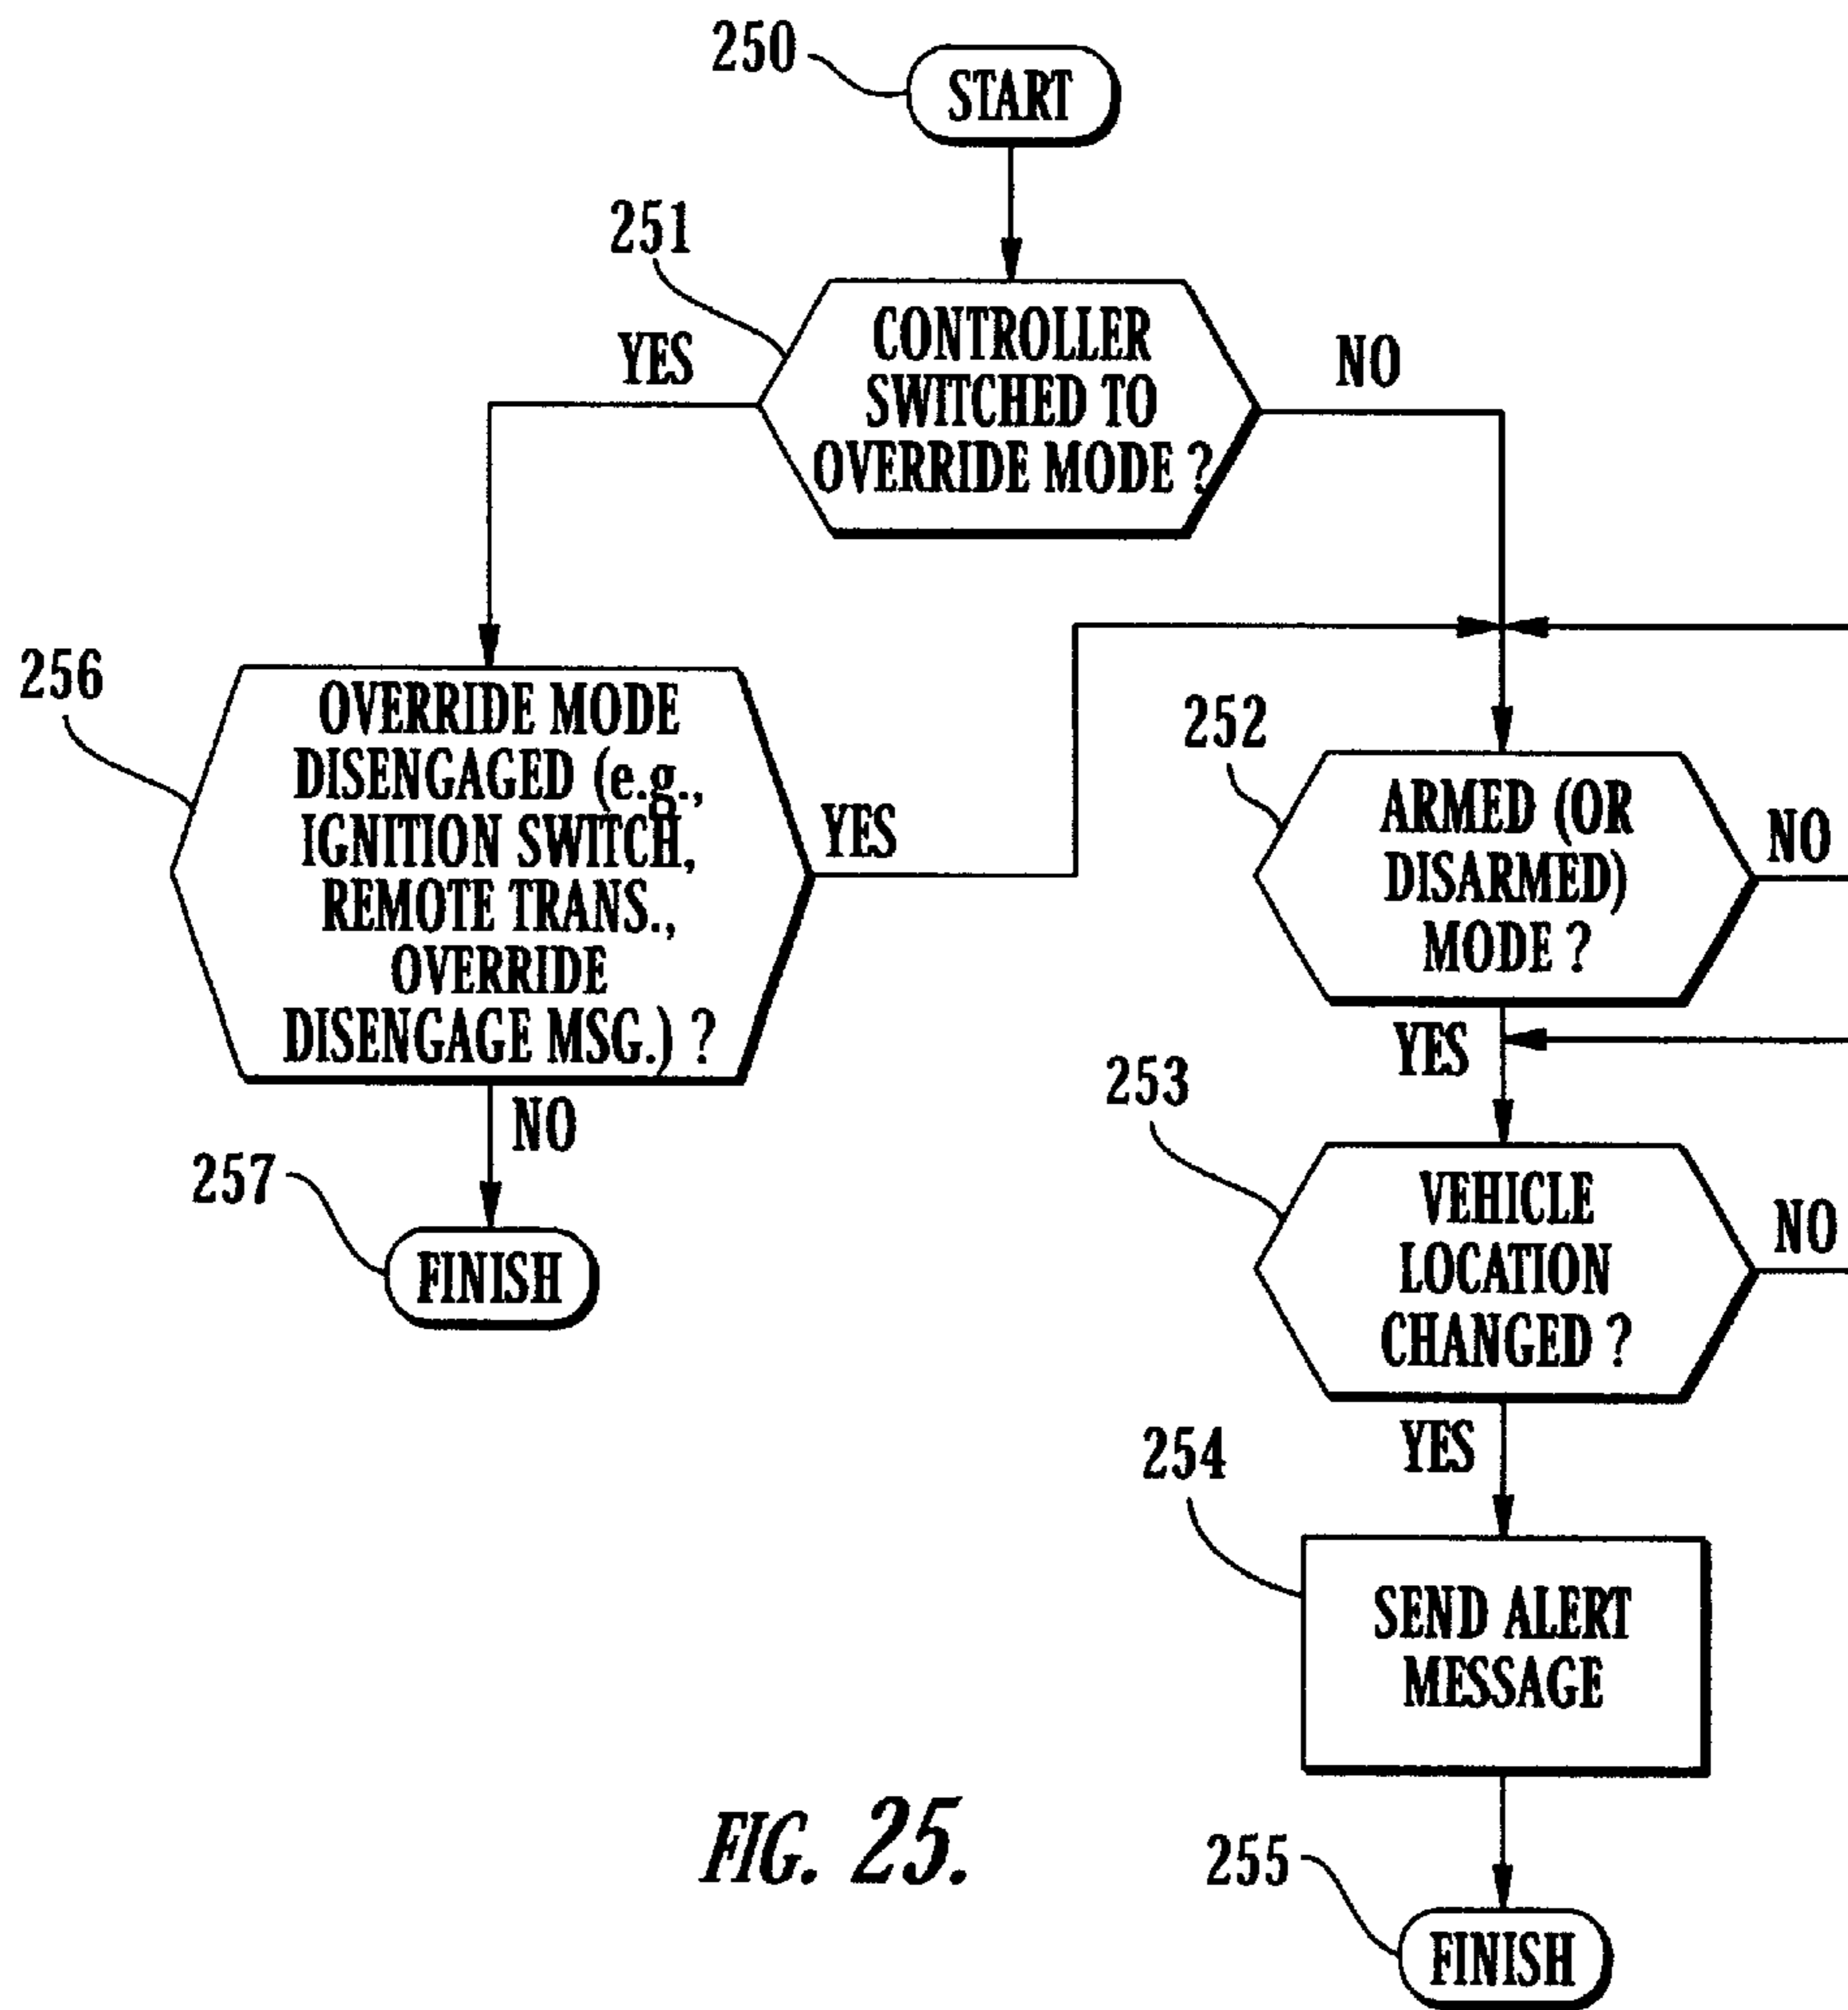 250
START
251
YES
CONTROLLER
SWITCHED TO
OVERRIDE MODE ?
NO
256
OVERRIDE MODE
DISENGAGED (e.g.,
IGNITION SWITCH,
REMOTE TRANS.,
OVERRIDE
DISENGAGE MSG.) ?
YES
NO
257
FINISH
252
ARMED (OR
DISARMED)
MODE ?
NO
YES
253
VEHICLE
LOCATION
CHANGED ?
NO
YES
254
SEND ALERT
MESSAGE
255
FINISH
FIG. 25.